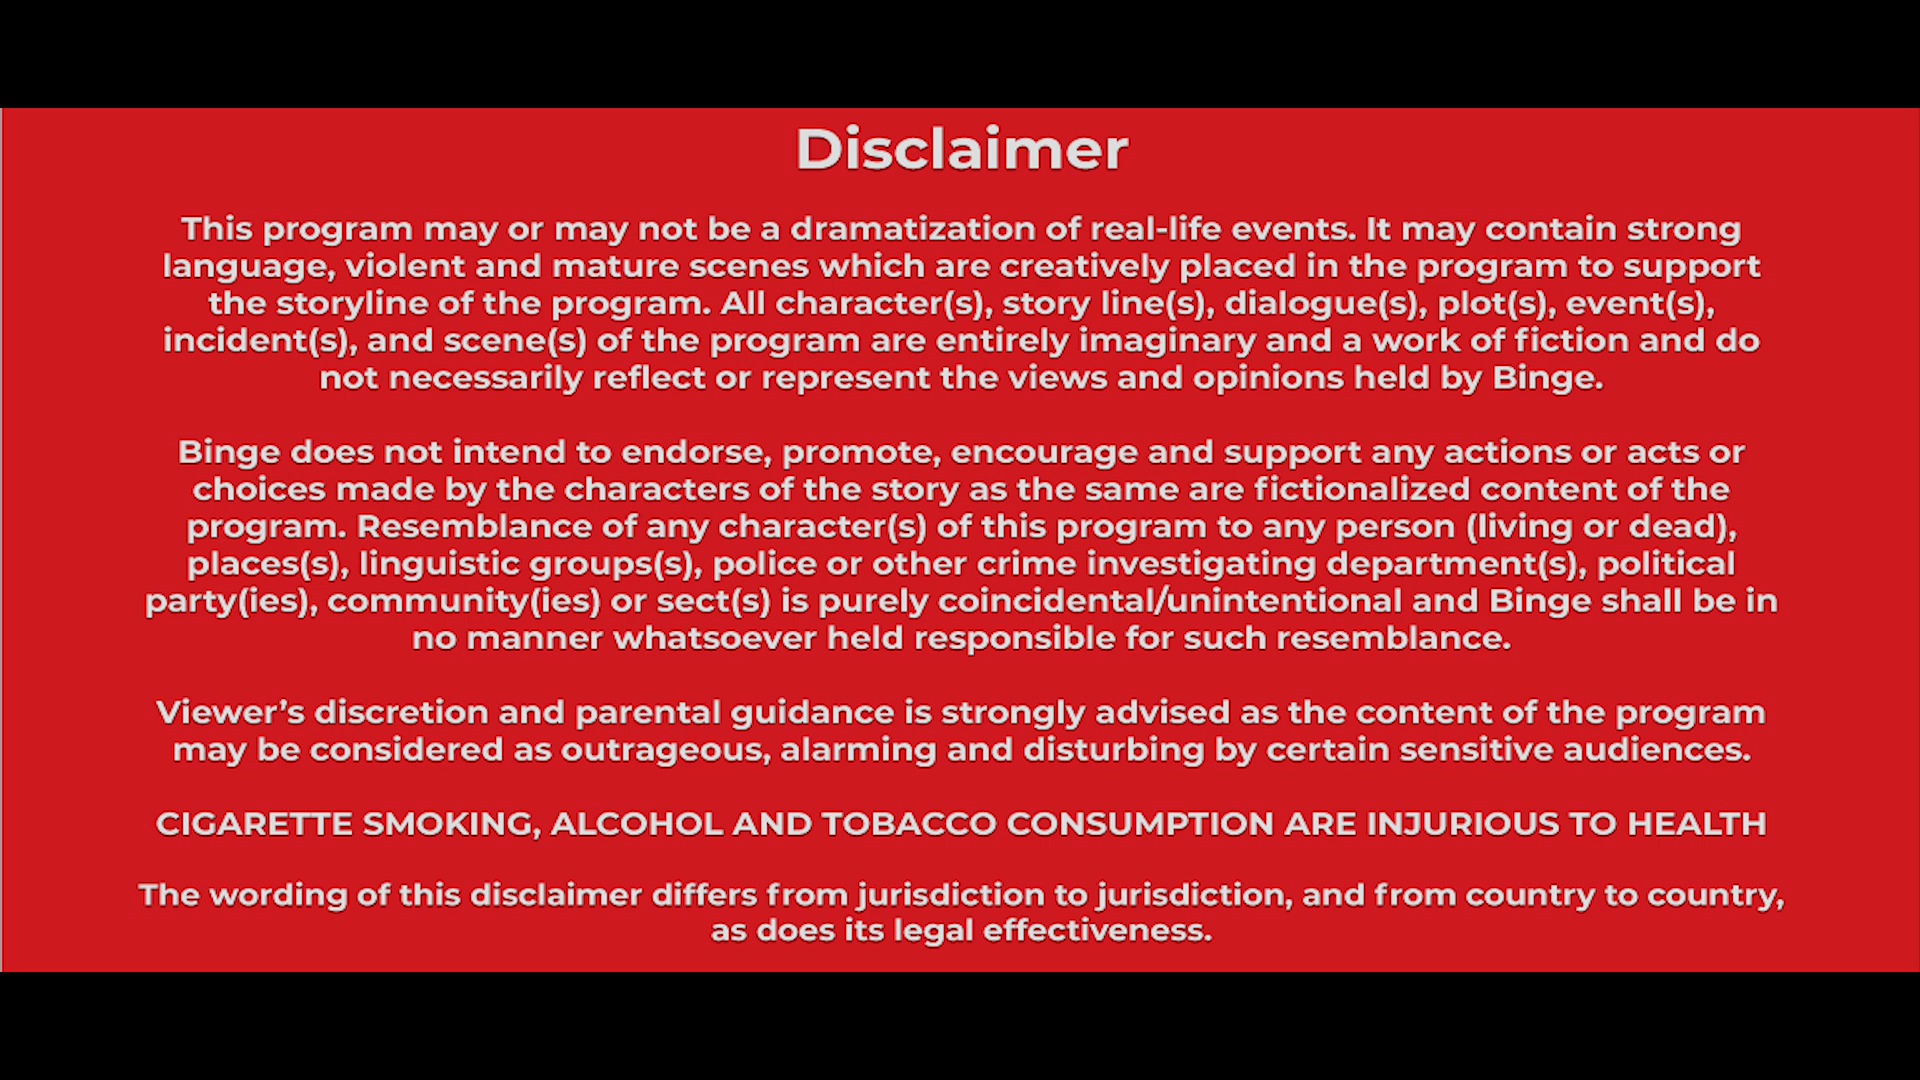 Disclaimer
This program may or may not be a dramatization of real-life events. It may contain strong
language, violent and mature scenes which are creatively placed in the program to support
the storyline of the program. All character(s), story line(s), dialogue(s), plot(s), event(s),
incident(s), and scene(s) of the program are entirely imaginary and a work of fiction and do
not necessarily reflect or represent the views and opinions held by Binge.
Binge does not intend to endorse, promote, encourage and support any actions or acts or
choices made by the characters of the story as the same are fictionalized content of the
program. Resemblance of any character(s) of this program to any person (living or dead),
places(s), linguistic groups(s), police or other crime investigating department(s), political
party(ies), community(ies) or sect(s) is purely coincidental/unintentional and Binge shall be in
no manner whatsoever held responsible for such resemblance.
Viewer’s discretion and parental guidance is strongly advised as the content of the program
may be considered as outrageous, alarming and disturbing by certain sensitive audiences.
CIGARETTE SMOKING, ALCOHOL AND TOBACCO CONSUMPTION ARE INJURIOUS TO HEALTH
The wording of this disclaimer differs from jurisdiction to jurisdiction, and from country to country,
as does its legal effectiveness.